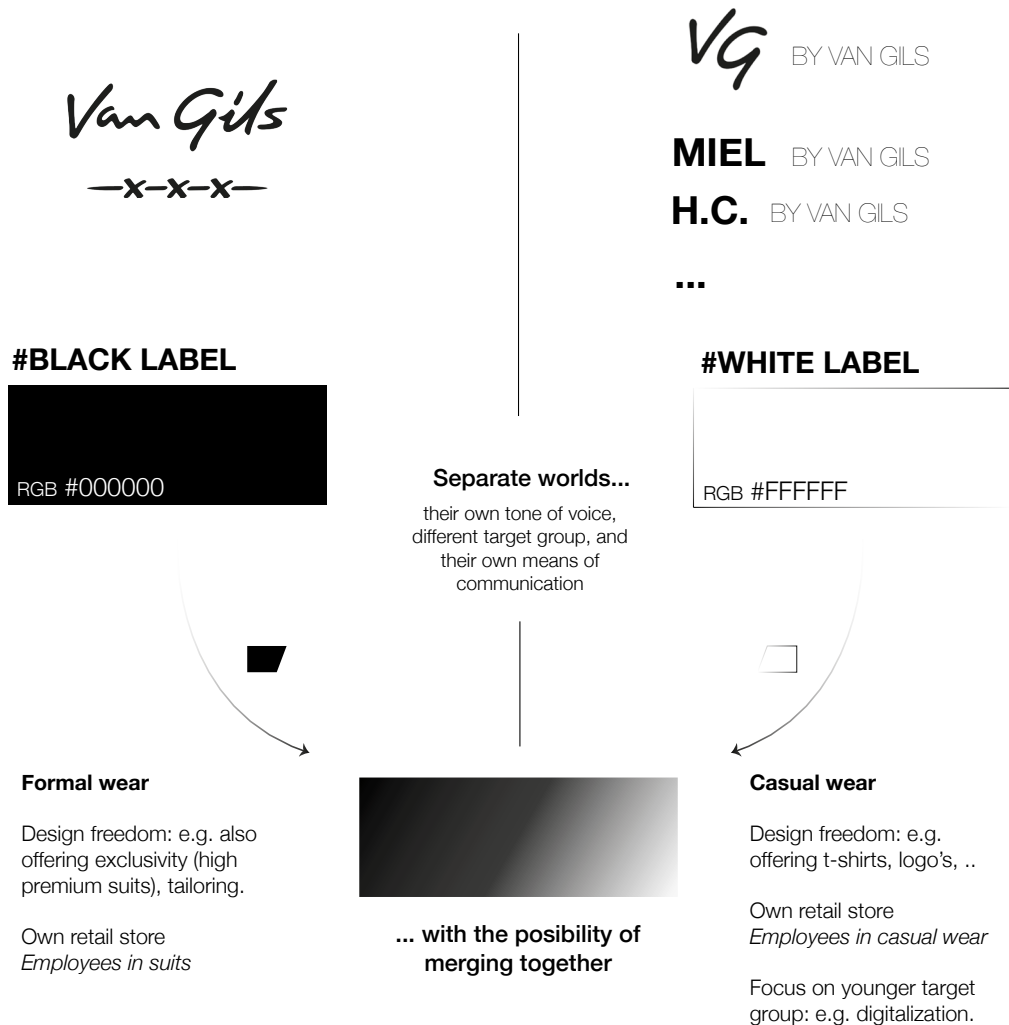 Van Gils
-x-x-x-
VG BY VAN GILS
MIEL BY VAN GILS
H.C. BY VAN GILS
...
#BLACK LABEL
RGB #000000
#WHITE LABEL
RGB #FFFFFF
Separate worlds...
their own tone of voice,
different target group, and
their own means of
communication
Formal wear
Design freedom: e.g. also
offering exclusivity (high
premium suits), tailoring.
Own retail store
Employees in suits
... with the posibility of
merging together
Casual wear
Design freedom: e.g.
offering t-shirts, logo's, ..
Own retail store
Employees in casual wear
Focus on younger target
group: e.g. digitalization.